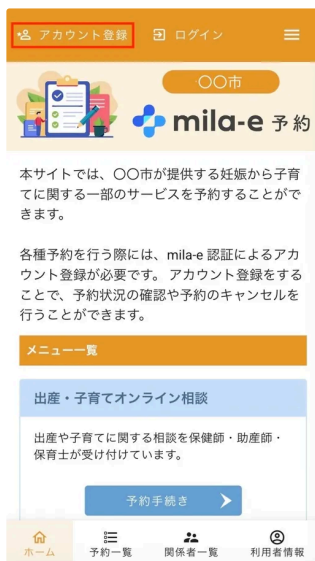 アカウント登録 ログイン
〇〇市
mila-e 予約
本サイトでは、〇〇市が提供する妊娠から子育
てに関する一部のサービスを予約することがで
きます。
各種予約を行う際には、mila-e 認証によるアカ
ウント登録が必要です。 アカウント登録をする
ことで、予約状況の確認や予約のキャンセルを
行うことができます。
メニュー一覧
出産・子育てオンライン相談
出産や子育てに関する相談を保健師・助産師・
保育士が受け付けています。
予約手続き
ホーム 予約一覧 関係者一覧 利用者情報